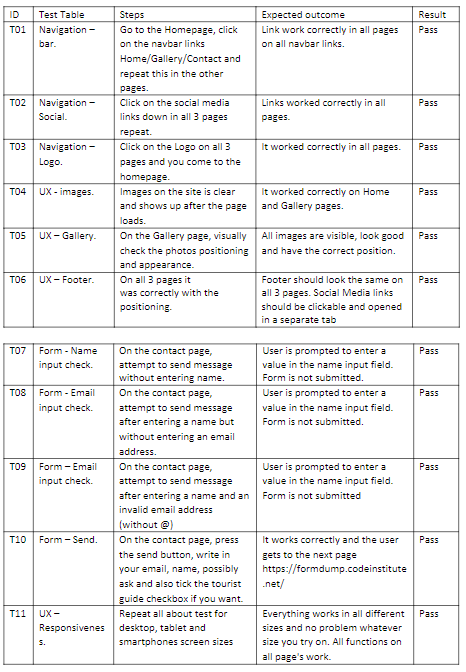 ID Test Table Steps Expected outcome Result
T01 Navigation – Go to the Homepage, click Link work correctly in all pages Pass
bar. on the navbar links on all navbar links.
Home/Gallery/Contact and
repeat this in the other
pages.
T02 Navigation – Click on the social media Links worked correctly in all Pass
Social. links down in all 3 pages pages.
repeat.
T03 Navigation – Click on the Logo on all 3 It worked correctly in all pages. Pass
Logo. pages and you come to the
homepage.
T04 UX - images. Images on the site is clear It worked correctly on Home Pass
and shows up after the page and Gallery pages.
loads.
T05 UX – Gallery. On the Gallery page, visually All images are visible, look good Pass
check the photos positioning and have the correct position.
and appearance.
T06 UX – Footer. On all 3 pages it Footer should look the same on Pass
was correctly with the all 3 pages. Social Media links
positioning. should be clickable and opened
in a separate tab
T07 Form - Name On the contact page, User is prompted to enter a Pass
input check. attempt to send message value in the name input field.
without entering name. Form is not submitted.
T08 Form - Email On the contact page, User is prompted to enter a Pass
input check. attempt to send message value in the name input field.
after entering a name but Form is not submitted.
without entering an email
address.
T09 Form – Email On the contact page, User is prompted to enter a Pass
input check. attempt to send message value in the name input field.
after entering a name and an Form is not submitted
invalid email address
(without @)
T10 Form – Send. On the contact page, press It works correctly and the user Pass
the send button, write in gets to the next page
your email, name, possibly https://formdump.codeinstitute
ask and also tick the tourist .net/
guide checkbox if you want.
T11 UX – Repeat all about test for Everything works in all different Pass
Responsivenes desktop, tablet and sizes and no problem whatever
s. smartphones screen sizes size you try on. All functions on
all page's work.